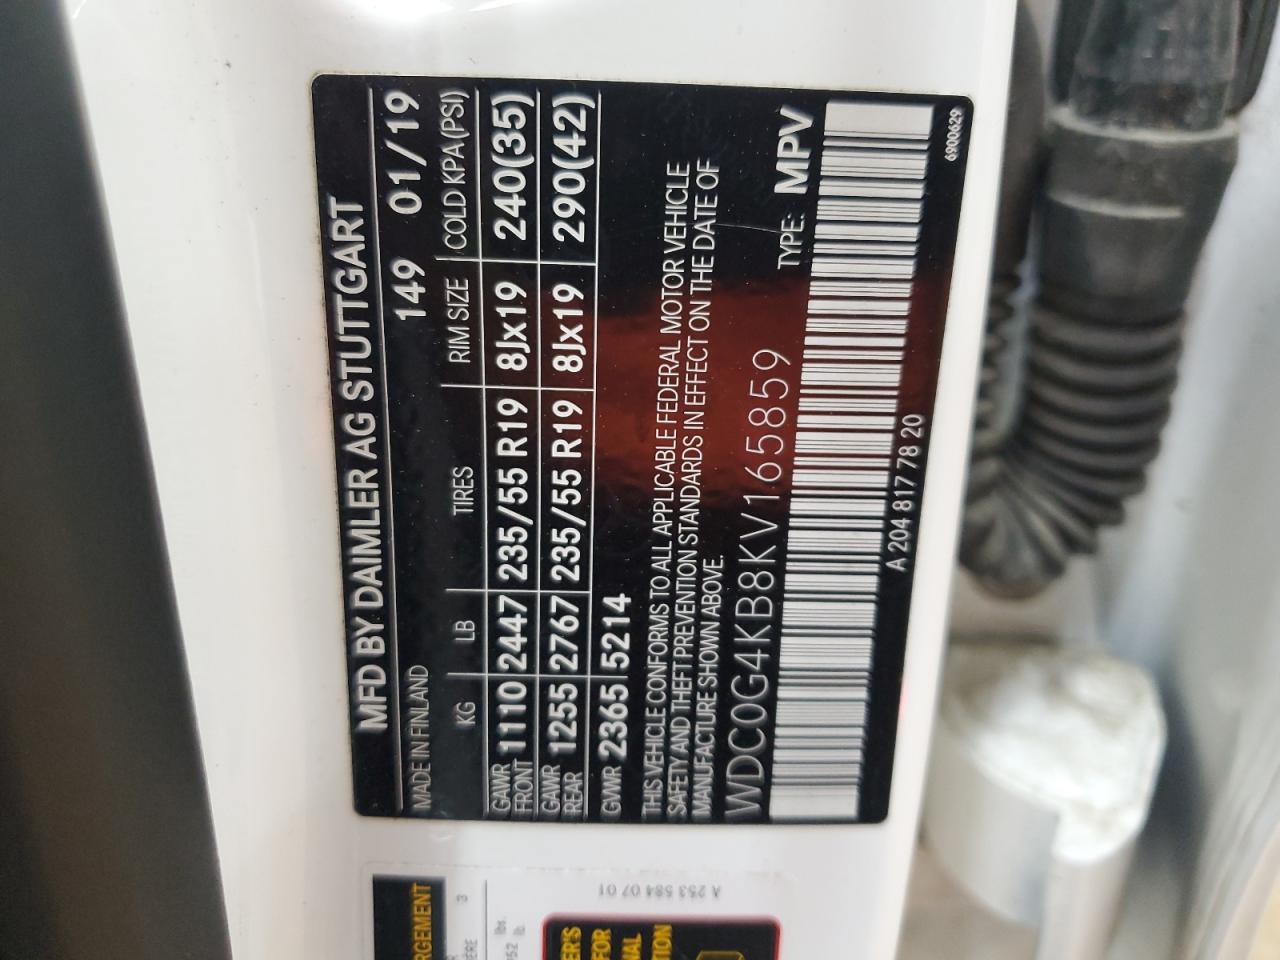 MFD BY DAIMLER AG STUTTGART
MADE IN FINLAND 149 01/19
KG LB TIRES RIM SIZE COLD KPA(PSI)
GAWR FRONT 1110 2447 235/55 R19 8Jx19 240(35)
GAWR REAR 1255 2767 235/55 R19 8Jx19 290(42)
GVWR 2365 5214
THIS VEHICLE CONFORMS TO ALL APPLICABLE FEDERAL MOTOR VEHICLE
SAFETY AND THEFT PREVENTION STANDARDS IN EFFECT ON THE DATE OF
MANUFACTURE SHOWN ABOVE.
WDC0G4KB8KV165859 TYPE: MPV
A 204 817 78 20
6900629
A 253 584 07 01
RGEMENT
3
lbs.
lb.